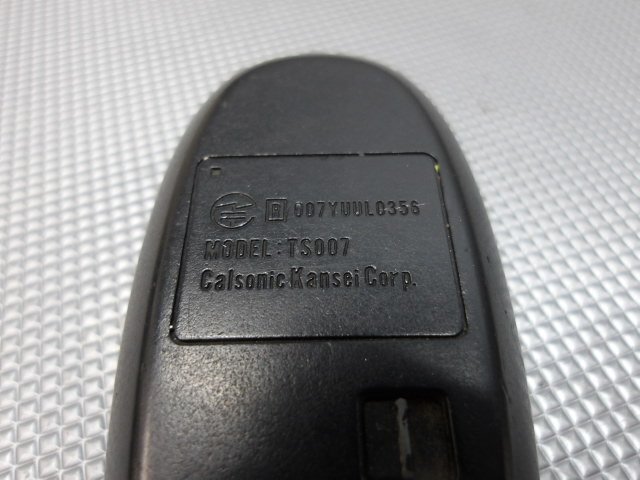 R 007YUUL0356
MODEL:TS007
Calsonic Kansei Corp.